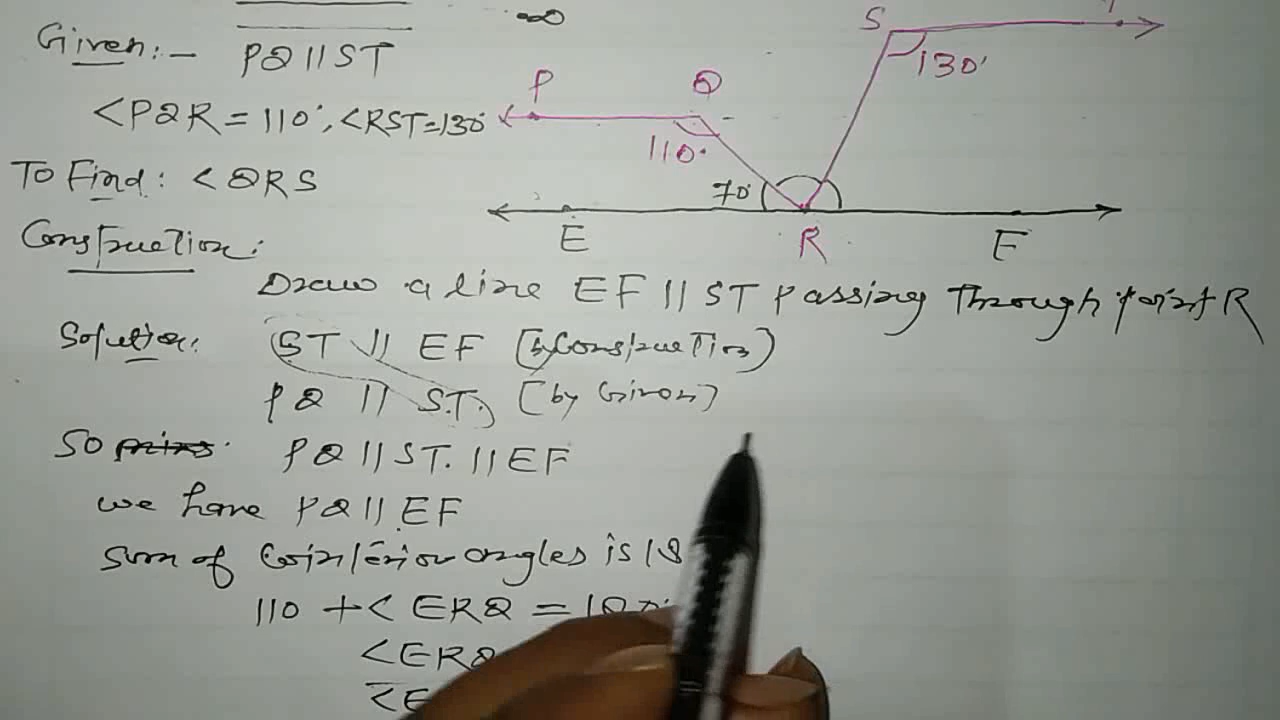 Given:-
PQ || ST
<PQR = 110°, <RST = 130°
To Find: < QRS
Construction:
Draw a line EF || ST passing through point R
Solution: ST || EF [by Construction)
PQ || S.T. [by Given)
So PQ || ST. || EF
we have PQ || EF
Sum of Cointerior angles is 18
110 + < ERQ = 180°
<ERQ
<E
∞
S
130°
P
Q
110°
70°
E
R
F